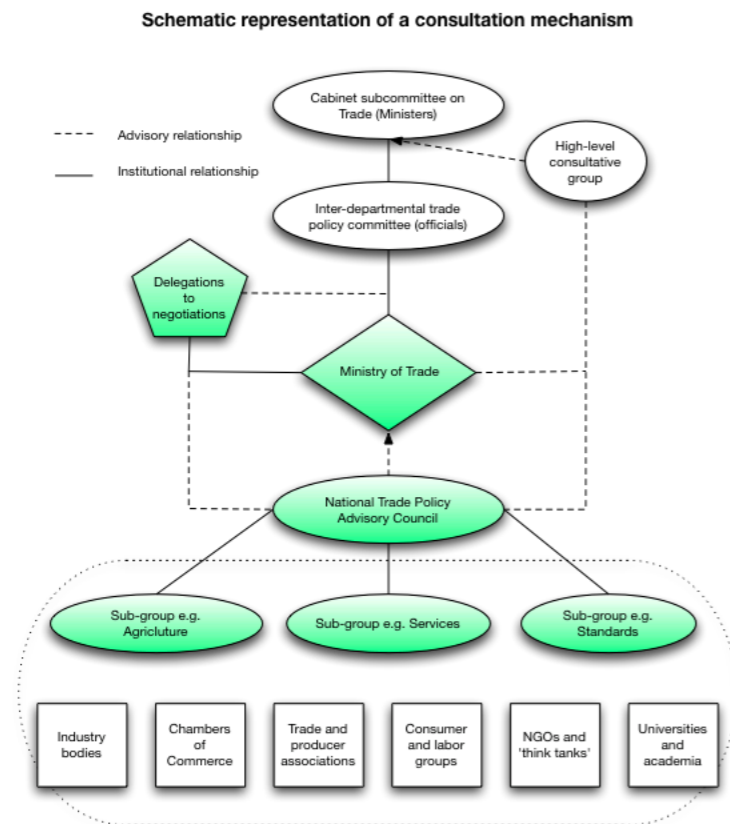 Schematic representation of a consultation mechanism
Cabinet subcommittee on
Trade (Ministers)
Advisory relationship
High-level
consultative
group
Institutional relationship
Inter-departmental trade
policy committee (officials)
Delegations
to
negotiations
Ministry of Trade
National Trade Policy
Advisory Council
Sub-group e.g.
Agricluture
Sub-group e.g. Services
Sub-group e.g.
Standards
Industry
bodies
Chambers
of
Commerce
Trade and
producer
associations
Consumer
and labor
groups
NGOs and
'think tanks'
Universities
and
academia